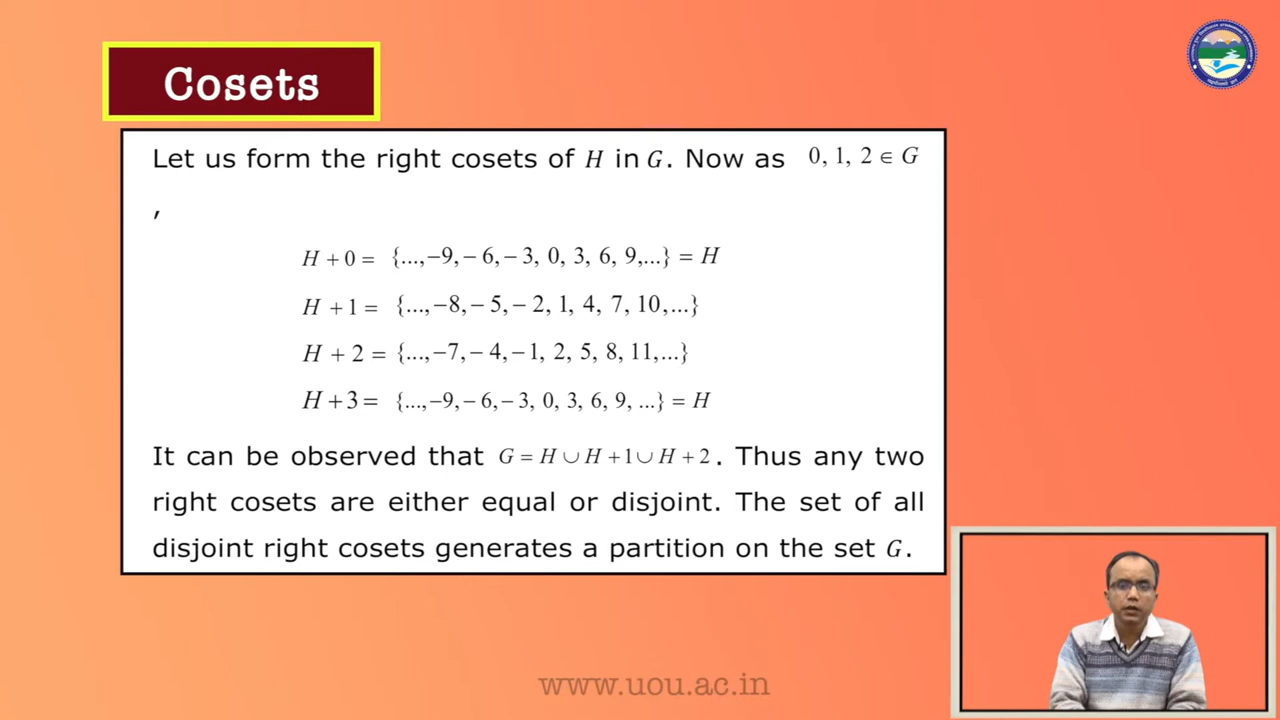 Cosets
Let us form the right cosets of H in G. Now as 0, 1, 2 ∈ G
,
H + 0 = {...,−9,− 6,− 3, 0, 3, 6, 9,...} = H
H + 1 = {...,−8,− 5,− 2, 1, 4, 7, 10,...}
H + 2 = {...,−7,− 4,−1, 2, 5, 8, 11,...}
H + 3 = {...,−9,− 6,−3, 0, 3, 6, 9, ...} = H
It can be observed that G = H ∪ H +1 ∪ H + 2 . Thus any two
right cosets are either equal or disjoint. The set of all
disjoint right cosets generates a partition on the set G.
www.uou.ac.in